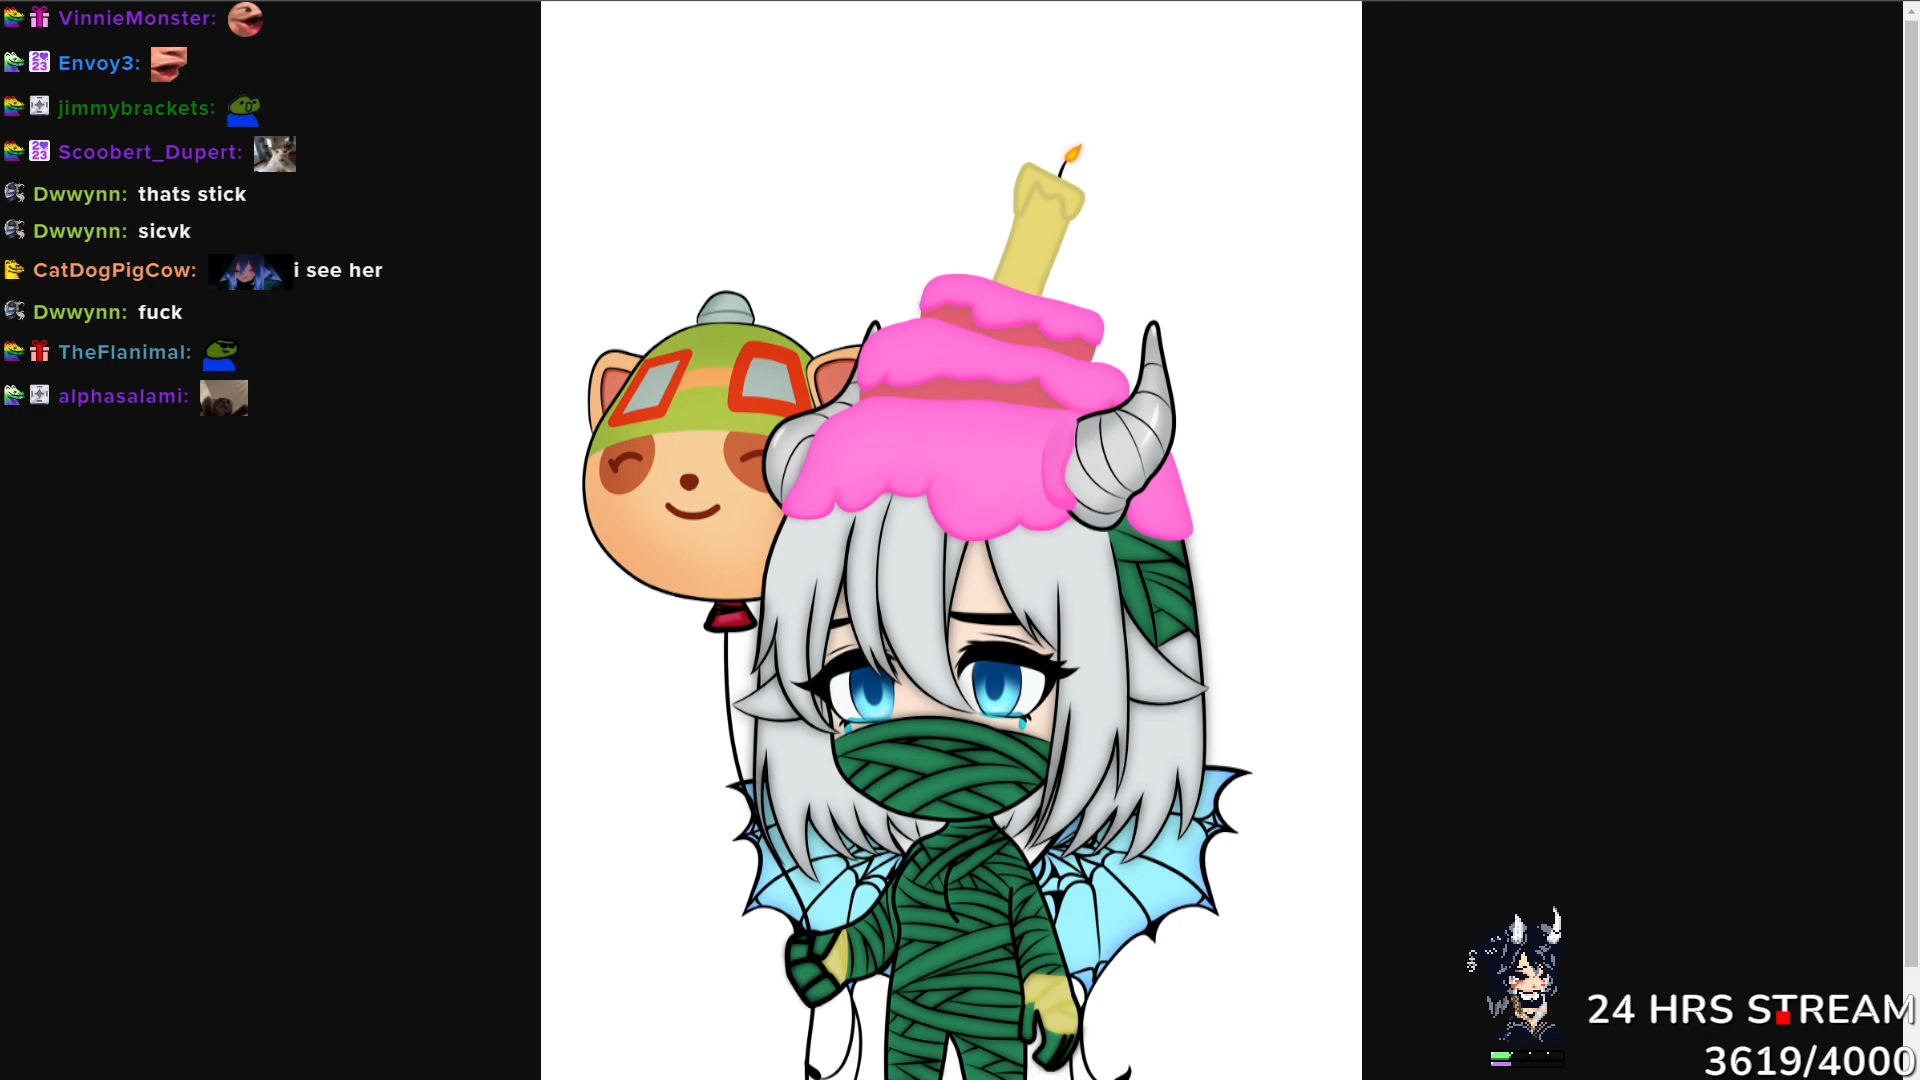 VinnieMonster:
Envoy3:
jimmybrackets:
Scoobert_Dupert:
Dwwynn: thats stick
Dwwynn: sicvk
CatDogPigCow: i see her
Dwwynn: fuck
TheFlanimal:
alphasalami:
24 HRS STREAM
3619/4000